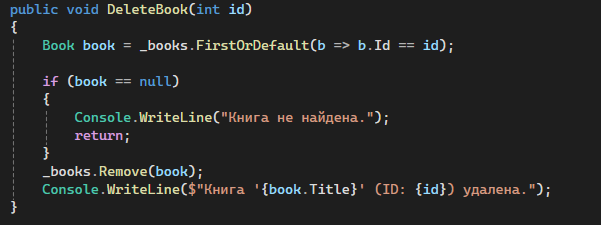 public void DeleteBook(int id)
{
Book book = _books.FirstOrDefault(b => b.Id == id);
if (book == null)
{
Console.WriteLine("Книга не найдена.");
return;
}
_books.Remove(book);
Console.WriteLine($"Книга '{book.Title}' (ID: {id}) удалена.");
}